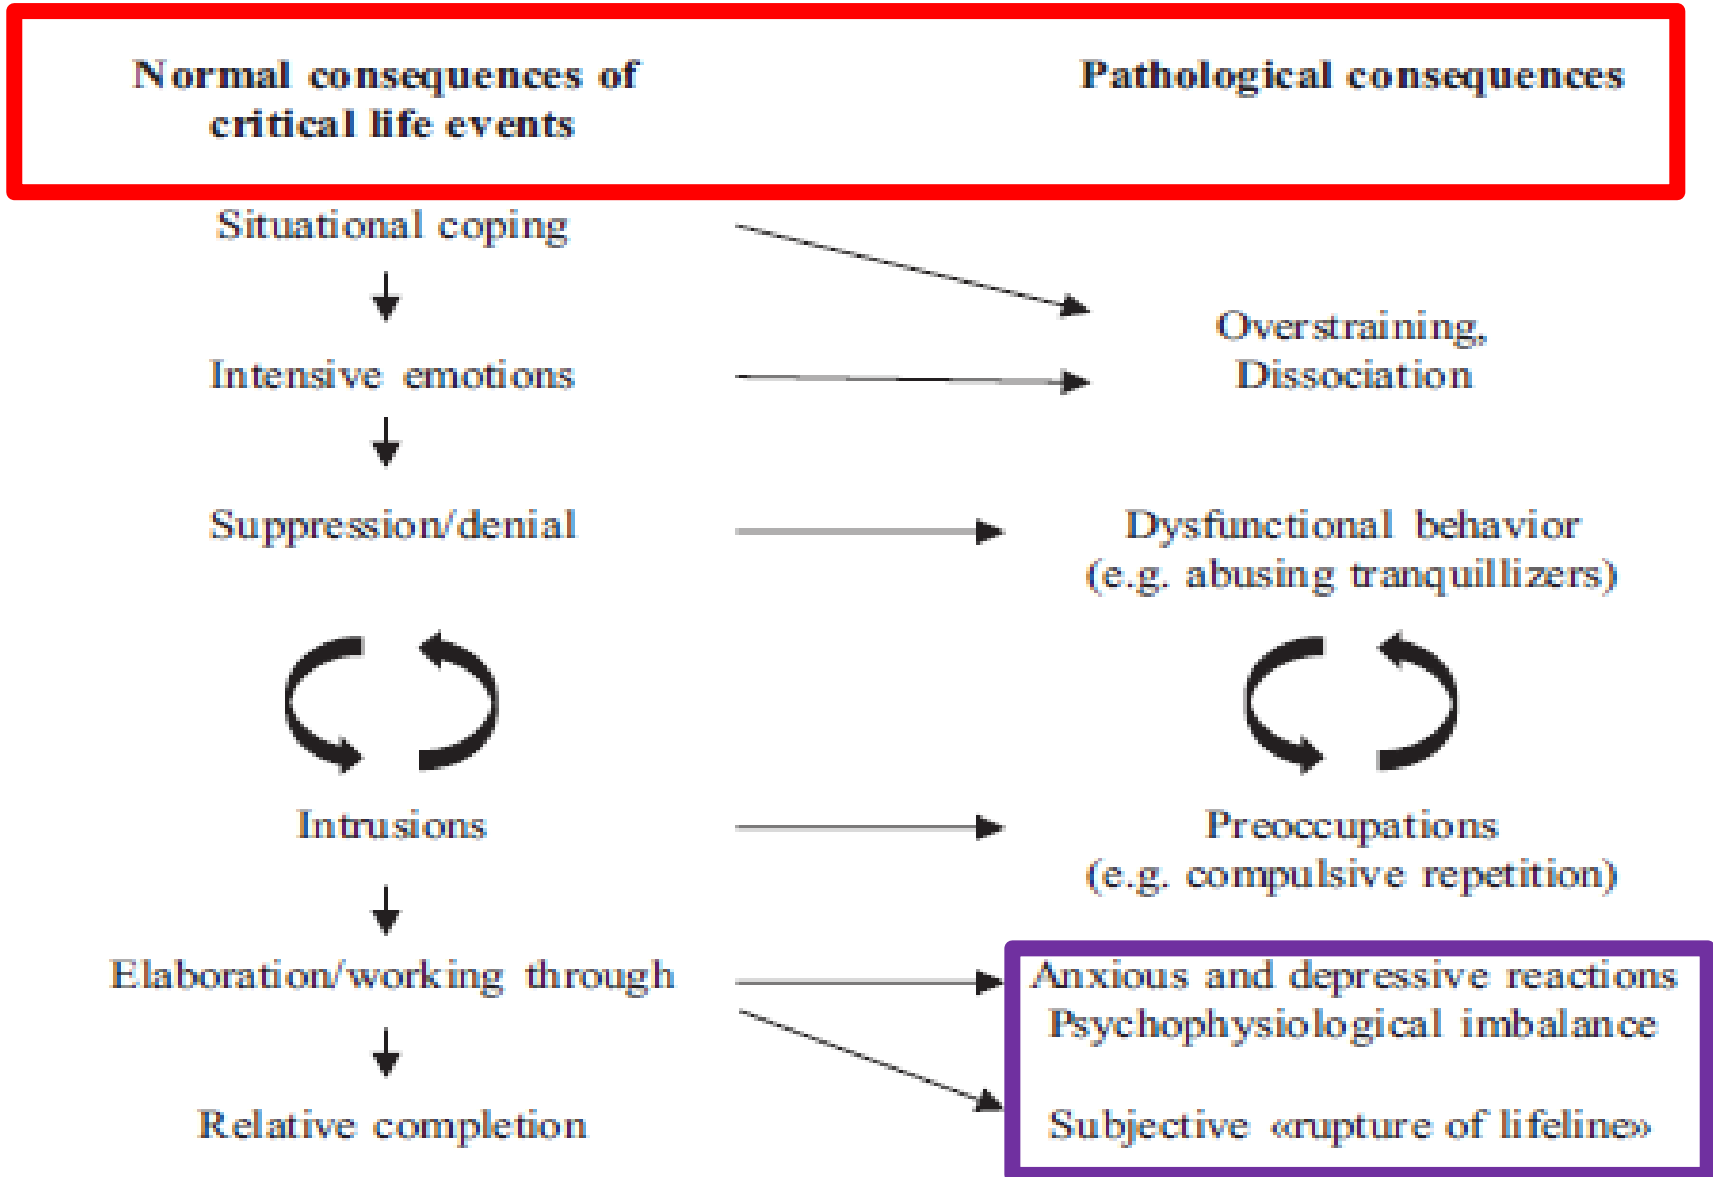 Normal consequences of
critical life events
Pathological consequences
Situational coping
Overstraining,
Dissociation
Intensive emotions
Suppression/denial
Dysfunctional behavior
(e.g. abusing tranquillizers)
Intrusions
Preoccupations
(e.g. compulsive repetition)
Elaboration/working through
Anxious and depressive reactions
Psychophysiological imbalance
Relative completion
Subjective «rupture of lifeline»